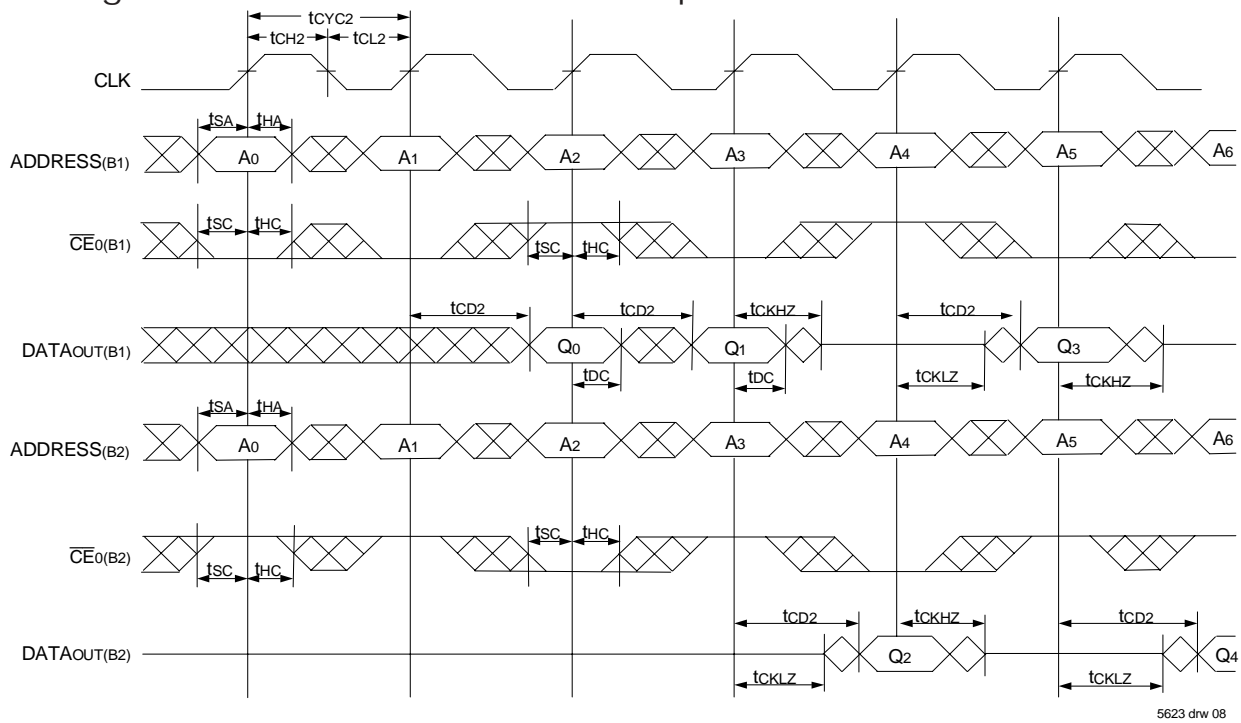 tCYC2
tCH2 tCL2
CLK
tSA tHA
ADDRESS(B1) A0 A1 A2 A3 A4 A5 A6
tSC tHC tSC tHC
CE0(B1)
tCD2 tCD2 tCKHZ tCD2
DATAOUT(B1) Q0 Q1 Q3
tDC tDC tCKLZ tCKHZ
tSA tHA
ADDRESS(B2) A0 A1 A2 A3 A4 A5 A6
tSC tHC
CE0(B2)
tSC tHC
tCD2 tCKHZ tCD2
DATAOUT(B2) Q2 Q4
tCKLZ tCKLZ
5623 drw 08